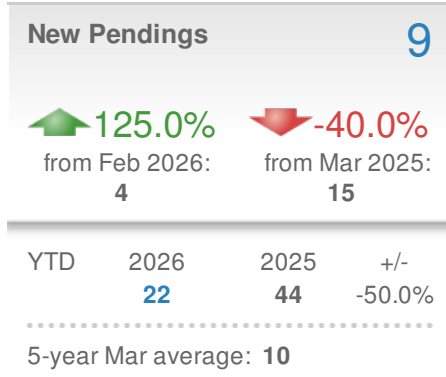 New Pendings 9
125.0% -40.0%
from Feb 2026: from Mar 2025:
4 15
YTD 2026 2025 +/-
22 44 -50.0%
5-year Mar average: 10